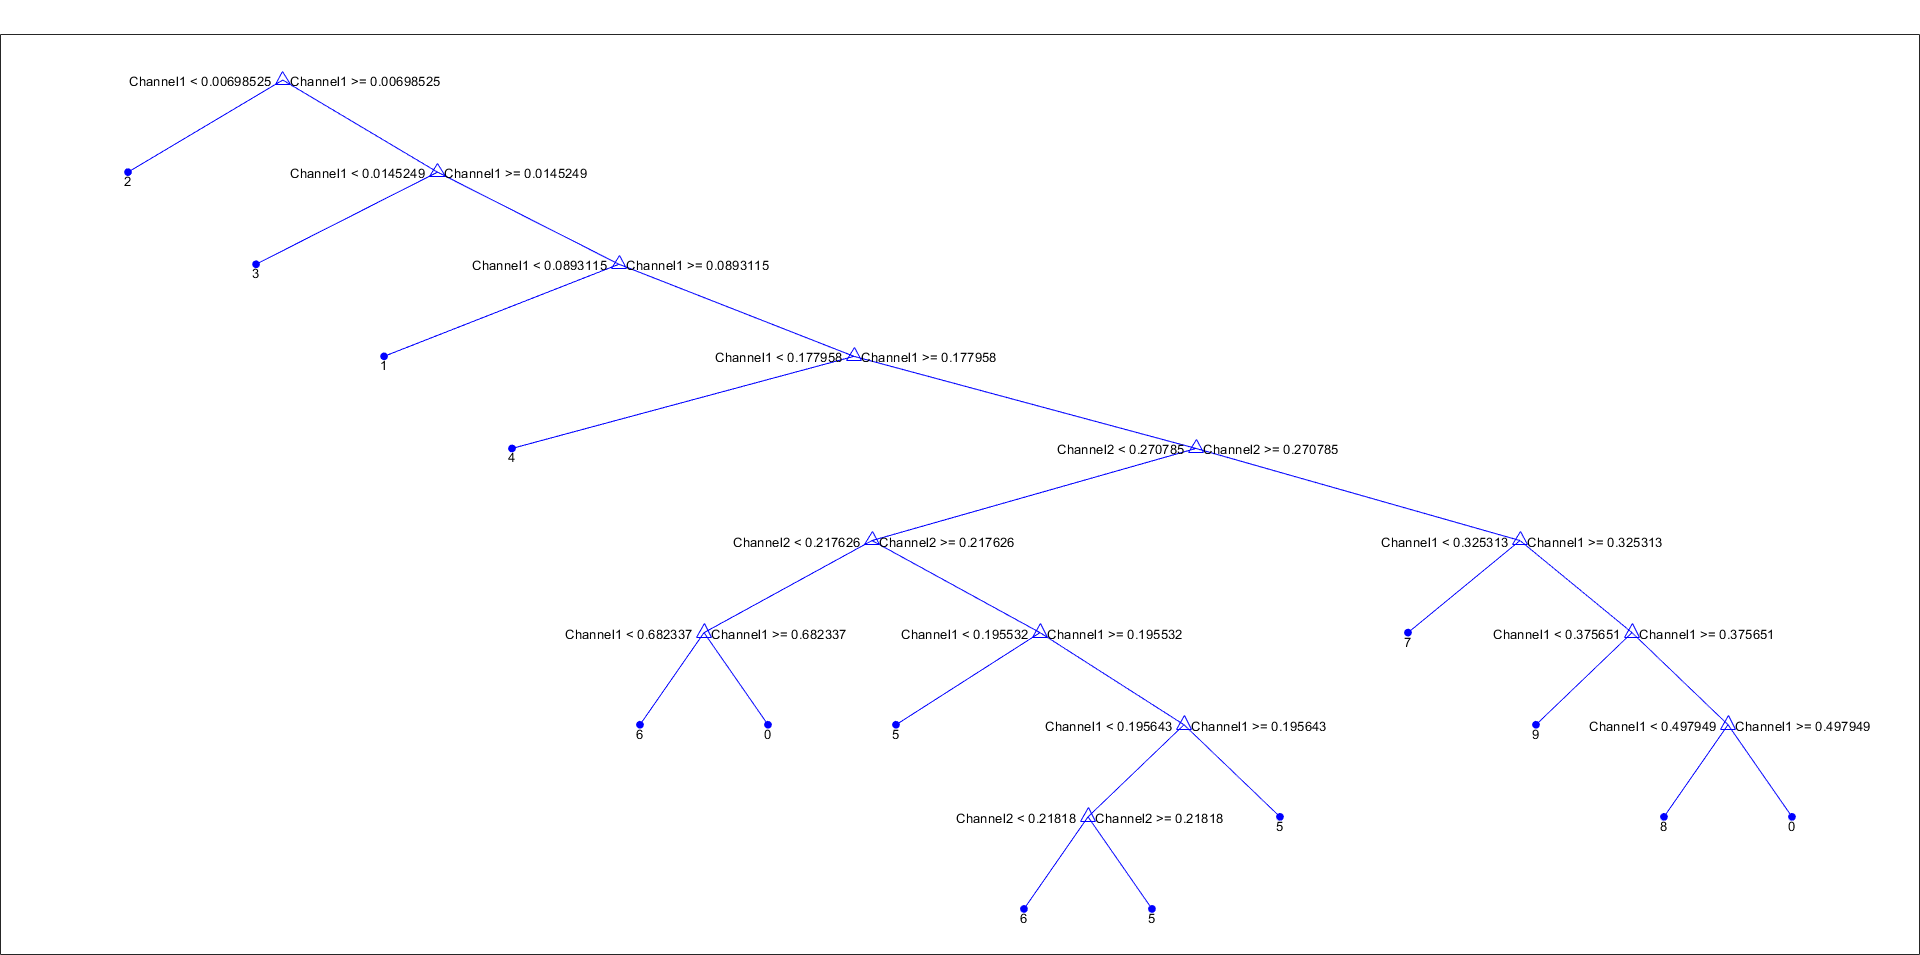 Channel1 < 0.00698525 Channel1 >= 0.00698525
2
Channel1 < 0.0145249 Channel1 >= 0.0145249
3
Channel1 < 0.0893115 Channel1 >= 0.0893115
1
Channel1 < 0.177958 Channel1 >= 0.177958
4
Channel2 < 0.270785 Channel2 >= 0.270785
Channel2 < 0.217626 Channel2 >= 0.217626
Channel1 < 0.325313 Channel1 >= 0.325313
Channel1 < 0.682337 Channel1 >= 0.682337
Channel1 < 0.195532 Channel1 >= 0.195532
7
Channel1 < 0.375651 Channel1 >= 0.375651
6
0
5
Channel1 < 0.195643 Channel1 >= 0.195643
9
Channel1 < 0.497949 Channel1 >= 0.497949
Channel2 < 0.21818 Channel2 >= 0.21818
5
8
0
6
5